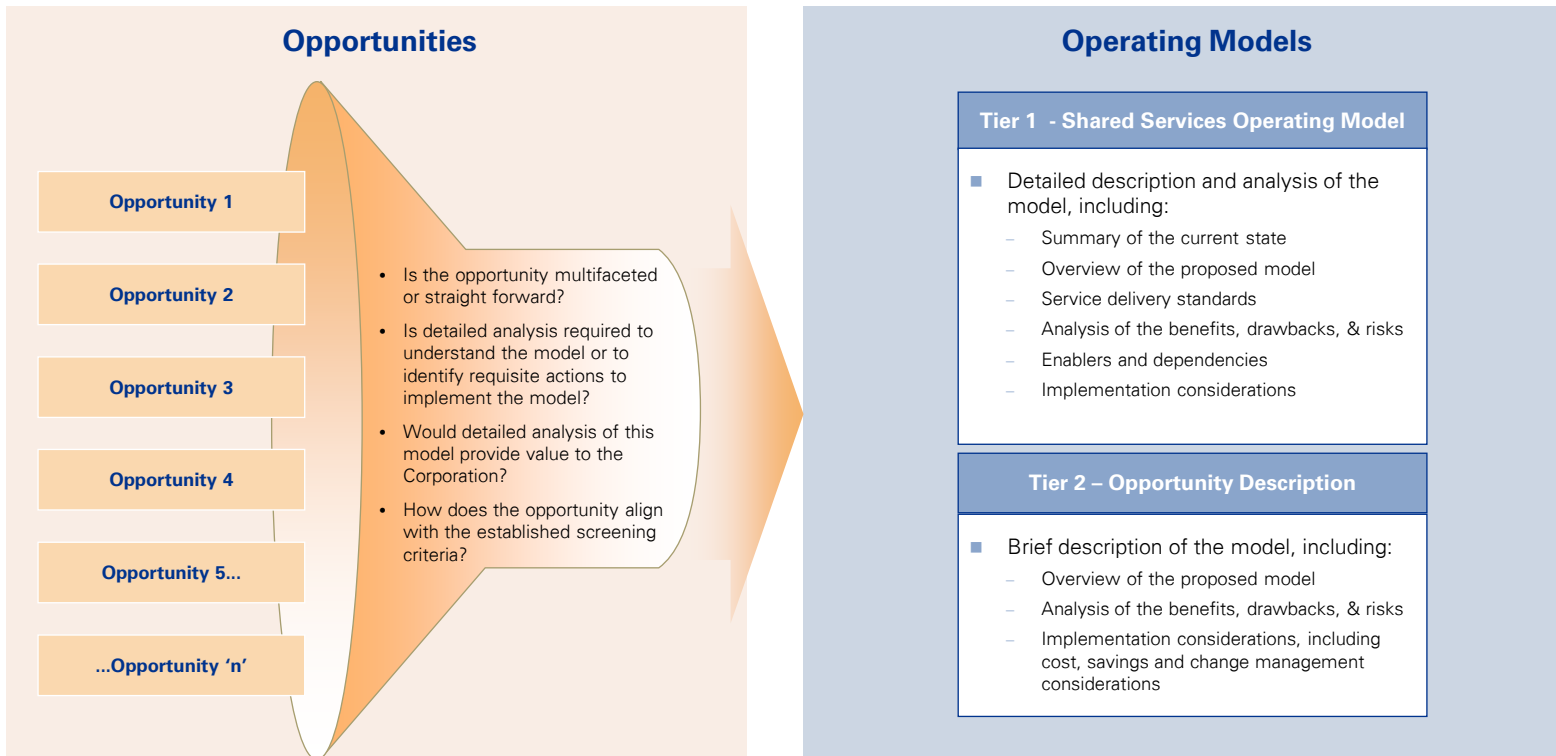 Opportunities
Opportunity 1
Opportunity 2
Opportunity 3
Opportunity 4
Opportunity 5...
...Opportunity ‘n’
• Is the opportunity multifaceted
or straight forward?
• Is detailed analysis required to
understand the model or to
identify requisite actions to
implement the model?
• Would detailed analysis of this
model provide value to the
Corporation?
• How does the opportunity align
with the established screening
criteria?
Operating Models
Tier 1 - Shared Services Operating Model
■ Detailed description and analysis of the
model, including:
– Summary of the current state
– Overview of the proposed model
– Service delivery standards
– Analysis of the benefits, drawbacks, & risks
– Enablers and dependencies
– Implementation considerations
Tier 2 – Opportunity Description
■ Brief description of the model, including:
– Overview of the proposed model
– Analysis of the benefits, drawbacks, & risks
– Implementation considerations, including
cost, savings and change management
considerations